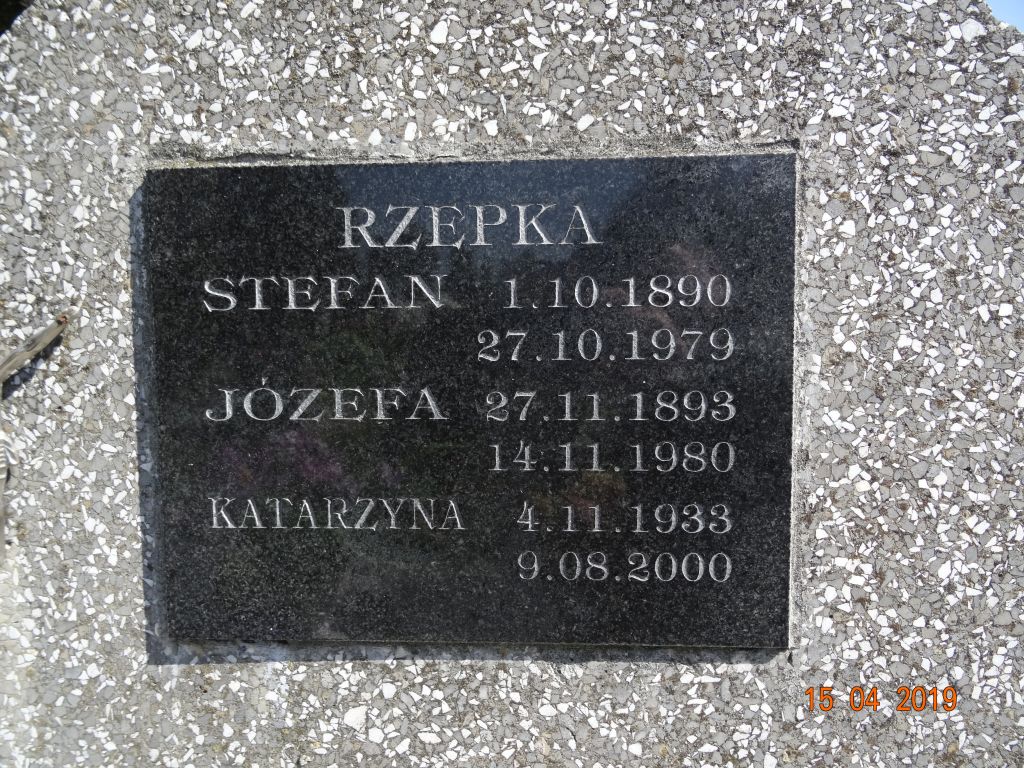 RZEPKA
STEFAN 1.10.1890
27.10.1979
JÓZEFA 27.11.1893
14.11.1980
KATARZYNA 4.11.1933
9.08.2000
15 04 2019